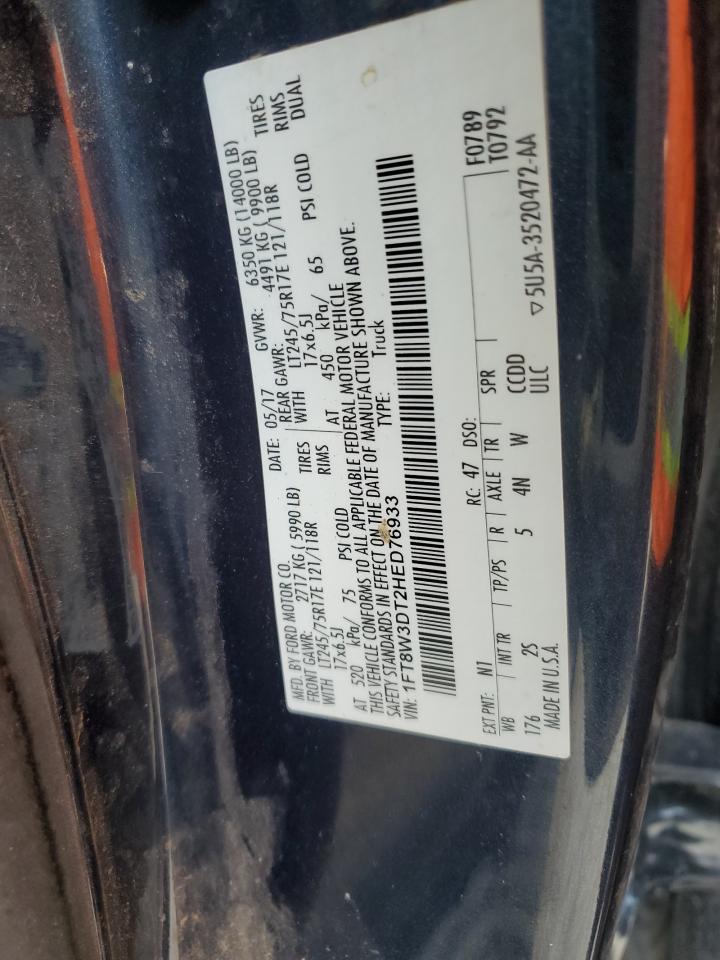 MFD. BY FORD MOTOR CO.
DATE: 05/17 GVWR: 6350 KG (14000 LB)
FRONT GAWR: 2717 KG ( 5990 LB) REAR GAWR: 4491 KG ( 9900 LB)
WITH LT245/75R17E 121/118R TIRES WITH LT245/75R17E 121/118R TIRES
17x6.5J RIMS 17x6.5J RIMS
AT 520 kPa/ 75 PSI COLD AT 450 kPa/ 65 PSI COLD DUAL
THIS VEHICLE CONFORMS TO ALL APPLICABLE FEDERAL MOTOR VEHICLE
SAFETY STANDARDS IN EFFECT ON THE DATE OF MANUFACTURE SHOWN ABOVE.
VIN: 1FT8W3DT2HED76933 TYPE: Truck
F0789
T0792
EXT PNT: N1 RC: 47 DSO:
WB INT TR TP/PS R AXLE TR SPR
176 2S 5 4N W CCDD
MADE IN U.S.A. ULC
▽5U5A-3520472-AA